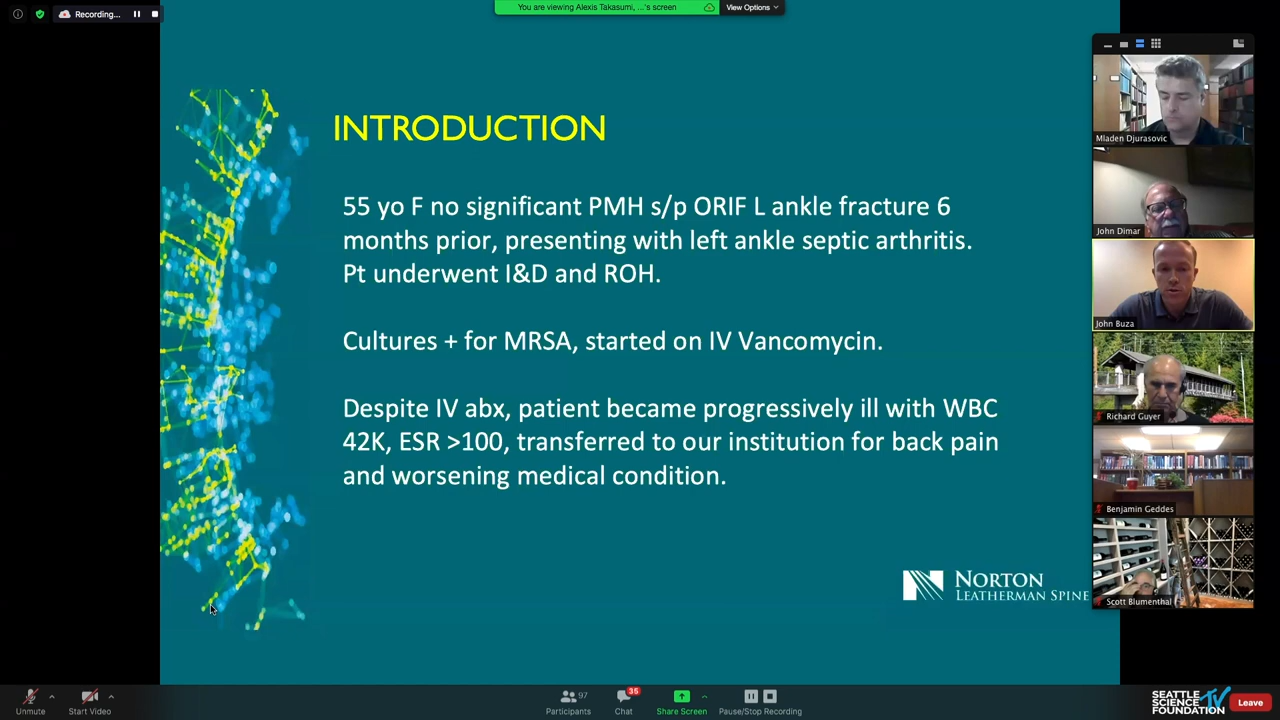 Recording...
You are viewing Alexis Takasumi, ...'s screen
View Options
INTRODUCTION
55 yo F no significant PMH s/p ORIF L ankle fracture 6
months prior, presenting with left ankle septic arthritis.
Pt underwent I&D and ROH.
Cultures + for MRSA, started on IV Vancomycin.
Despite IV abx, patient became progressively ill with WBC
42K, ESR >100, transferred to our institution for back pain
and worsening medical condition.
NORTON
LEATHERMAN SPINE
Mladen Djurasovic
John Dimar
John Buza
Richard Guyer
Benjamin Geddes
Scott Blumenthal
Unmute
Start Video
97
Participants
35
Chat
Share Screen
Pause/Stop Recording
SEATTLE
SCIENCE
FOUNDATION
TV
Leave